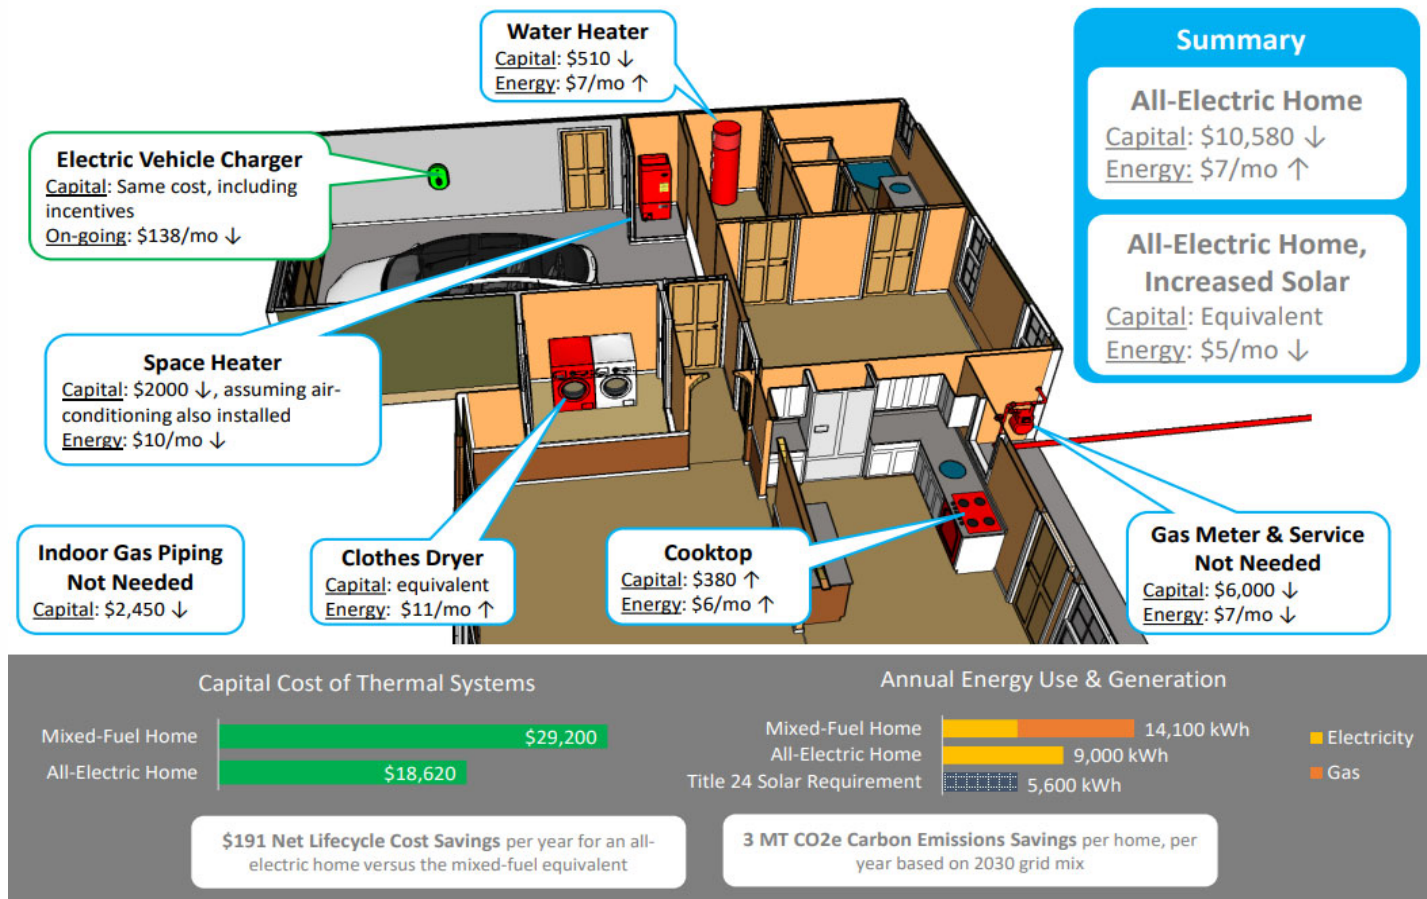 Water Heater
Capital: $510 ↓
Energy: $7/mo ↑
Summary
All-Electric Home
Capital: $10,580 ↓
Energy: $7/mo ↑
All-Electric Home,
Increased Solar
Capital: Equivalent
Energy: $5/mo ↓
Electric Vehicle Charger
Capital: Same cost, including
incentives
On-going: $138/mo ↓
Space Heater
Capital: $2000 ↓, assuming air-
conditioning also installed
Energy: $10/mo ↓
Indoor Gas Piping
Not Needed
Capital: $2,450 ↓
Clothes Dryer
Capital: equivalent
Energy: $11/mo ↑
Cooktop
Capital: $380 ↑
Energy: $6/mo ↑
Gas Meter & Service
Not Needed
Capital: $6,000 ↓
Energy: $7/mo ↓
Capital Cost of Thermal Systems
Mixed-Fuel Home
$29,200
All-Electric Home
$18,620
$191 Net Lifecycle Cost Savings per year for an all-
electric home versus the mixed-fuel equivalent
Annual Energy Use & Generation
Mixed-Fuel Home
14,100 kWh
All-Electric Home
9,000 kWh
Title 24 Solar Requirement
5,600 kWh
Electricity
Gas
3 MT CO2e Carbon Emissions Savings per home, per
year based on 2030 grid mix